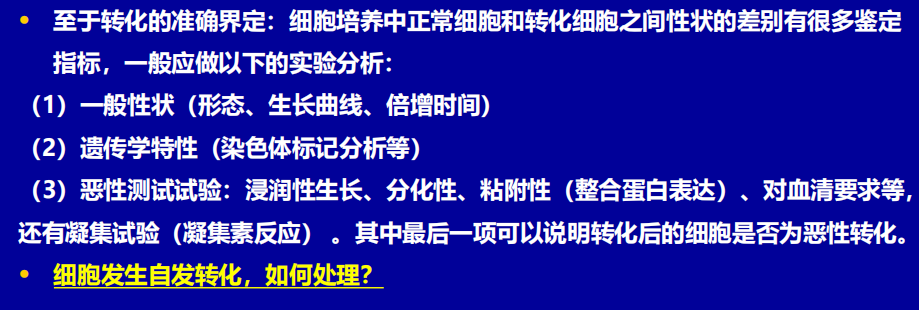 • 至于转化的准确界定：细胞培养中正常细胞和转化细胞之间性状的差别有很多鉴定
指标，一般应做以下的实验分析：
（1）一般性状（形态、生长曲线、倍增时间）
（2）遗传学特性（染色体标记分析等）
（3）恶性测试试验：浸润性生长、分化性、粘附性（整合蛋白表达）、对血清要求等，
还有凝集试验（凝集素反应） 。其中最后一项可以说明转化后的细胞是否为恶性转化。
• 细胞发生自发转化，如何处理？